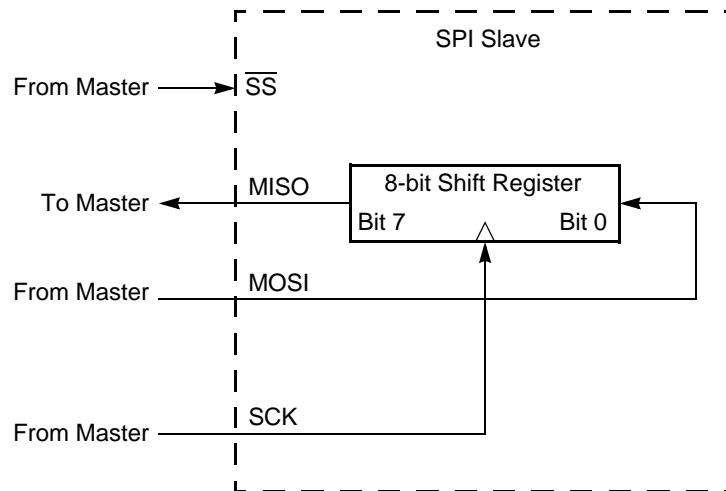 SPI Slave
From Master
SS
To Master
MISO
8-bit Shift Register
Bit 7
Bit 0
From Master
MOSI
From Master
SCK